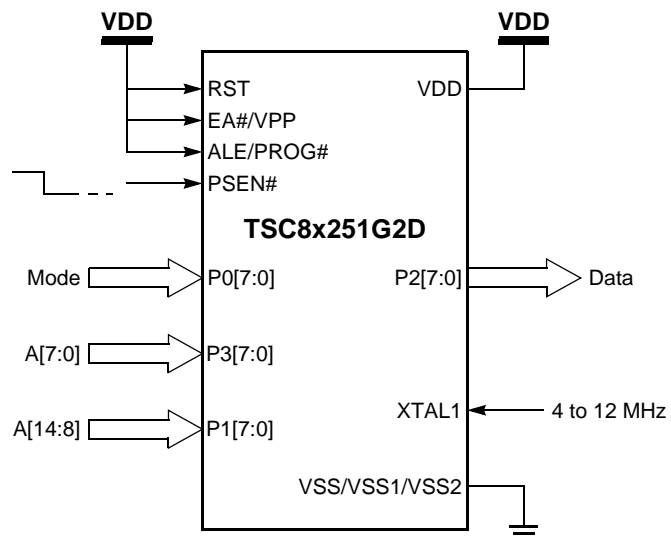 VDD VDD
RST VDD
EA#/VPP
ALE/PROG#
PSEN#
TSC8x251G2D
Mode P0[7:0] P2[7:0] Data
A[7:0] P3[7:0]
XTAL1 4 to 12 MHz
A[14:8] P1[7:0]
VSS/VSS1/VSS2